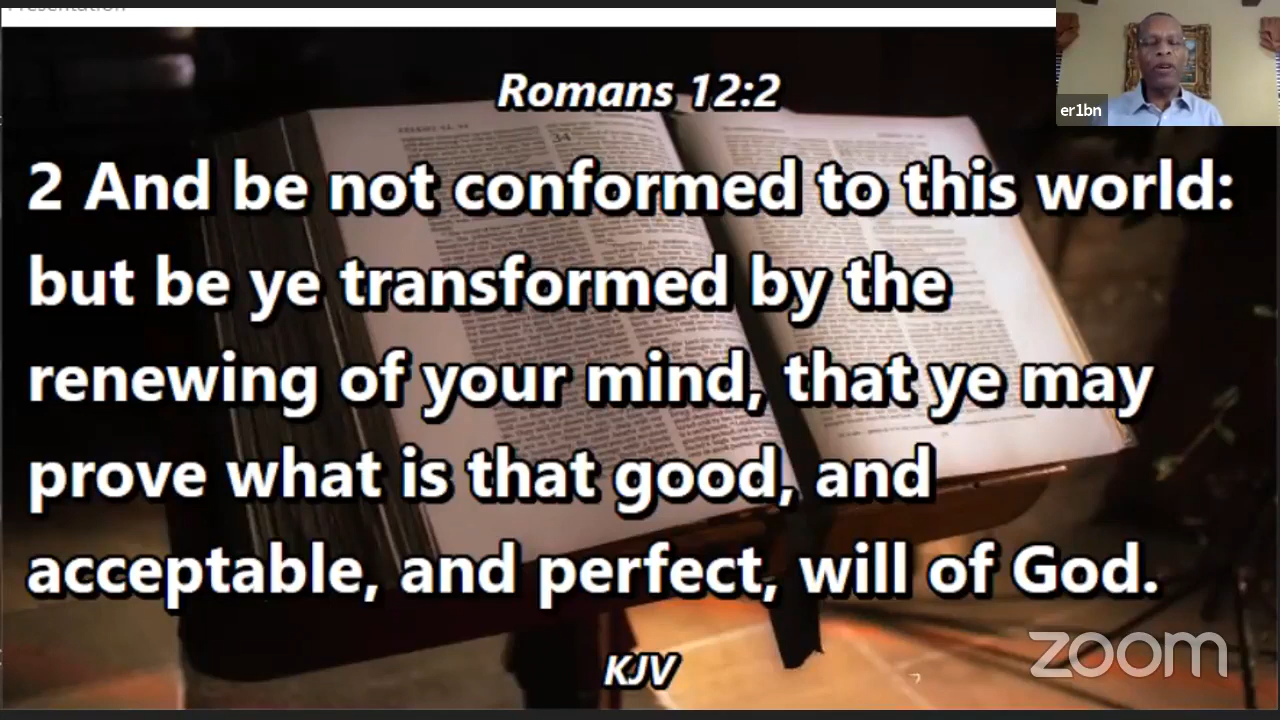 Presentation
Romans 12:2
er1bn
2 And be not conformed to this world:
but be ye transformed by the
renewing of your mind, that ye may
prove what is that good, and
acceptable, and perfect, will of God.
zoom
KJV